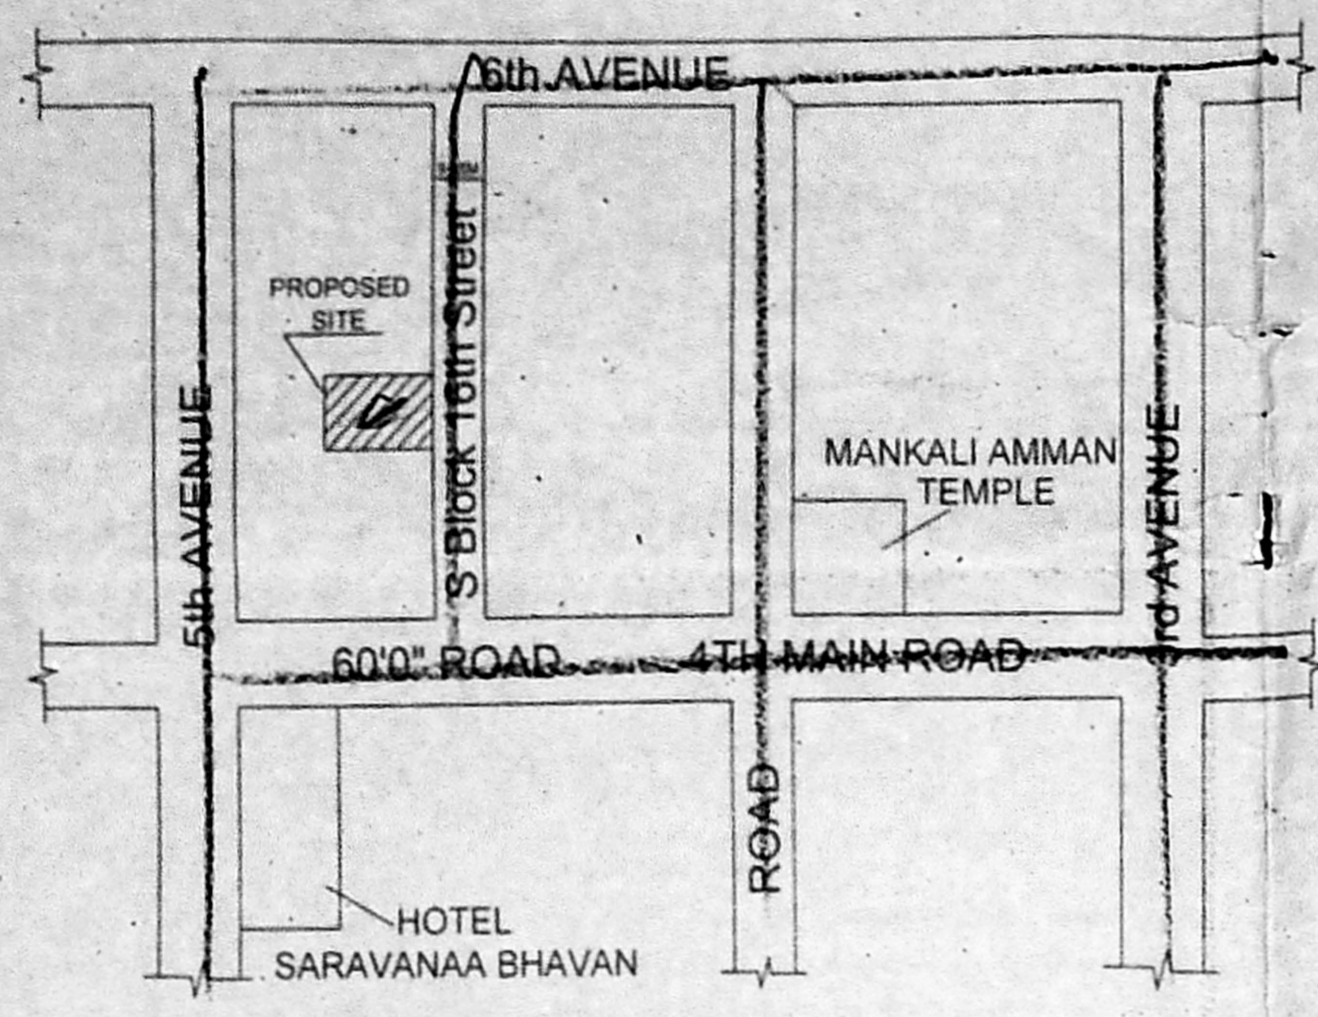 6th AVENUE
S Block 16th Street
PROPOSED
SITE
5th AVENUE
MANKALI AMMAN
TEMPLE
3rd AVENUE
60'0" ROAD
4TH MAIN ROAD
ROAD
HOTEL
SARAVANAA BHAVAN